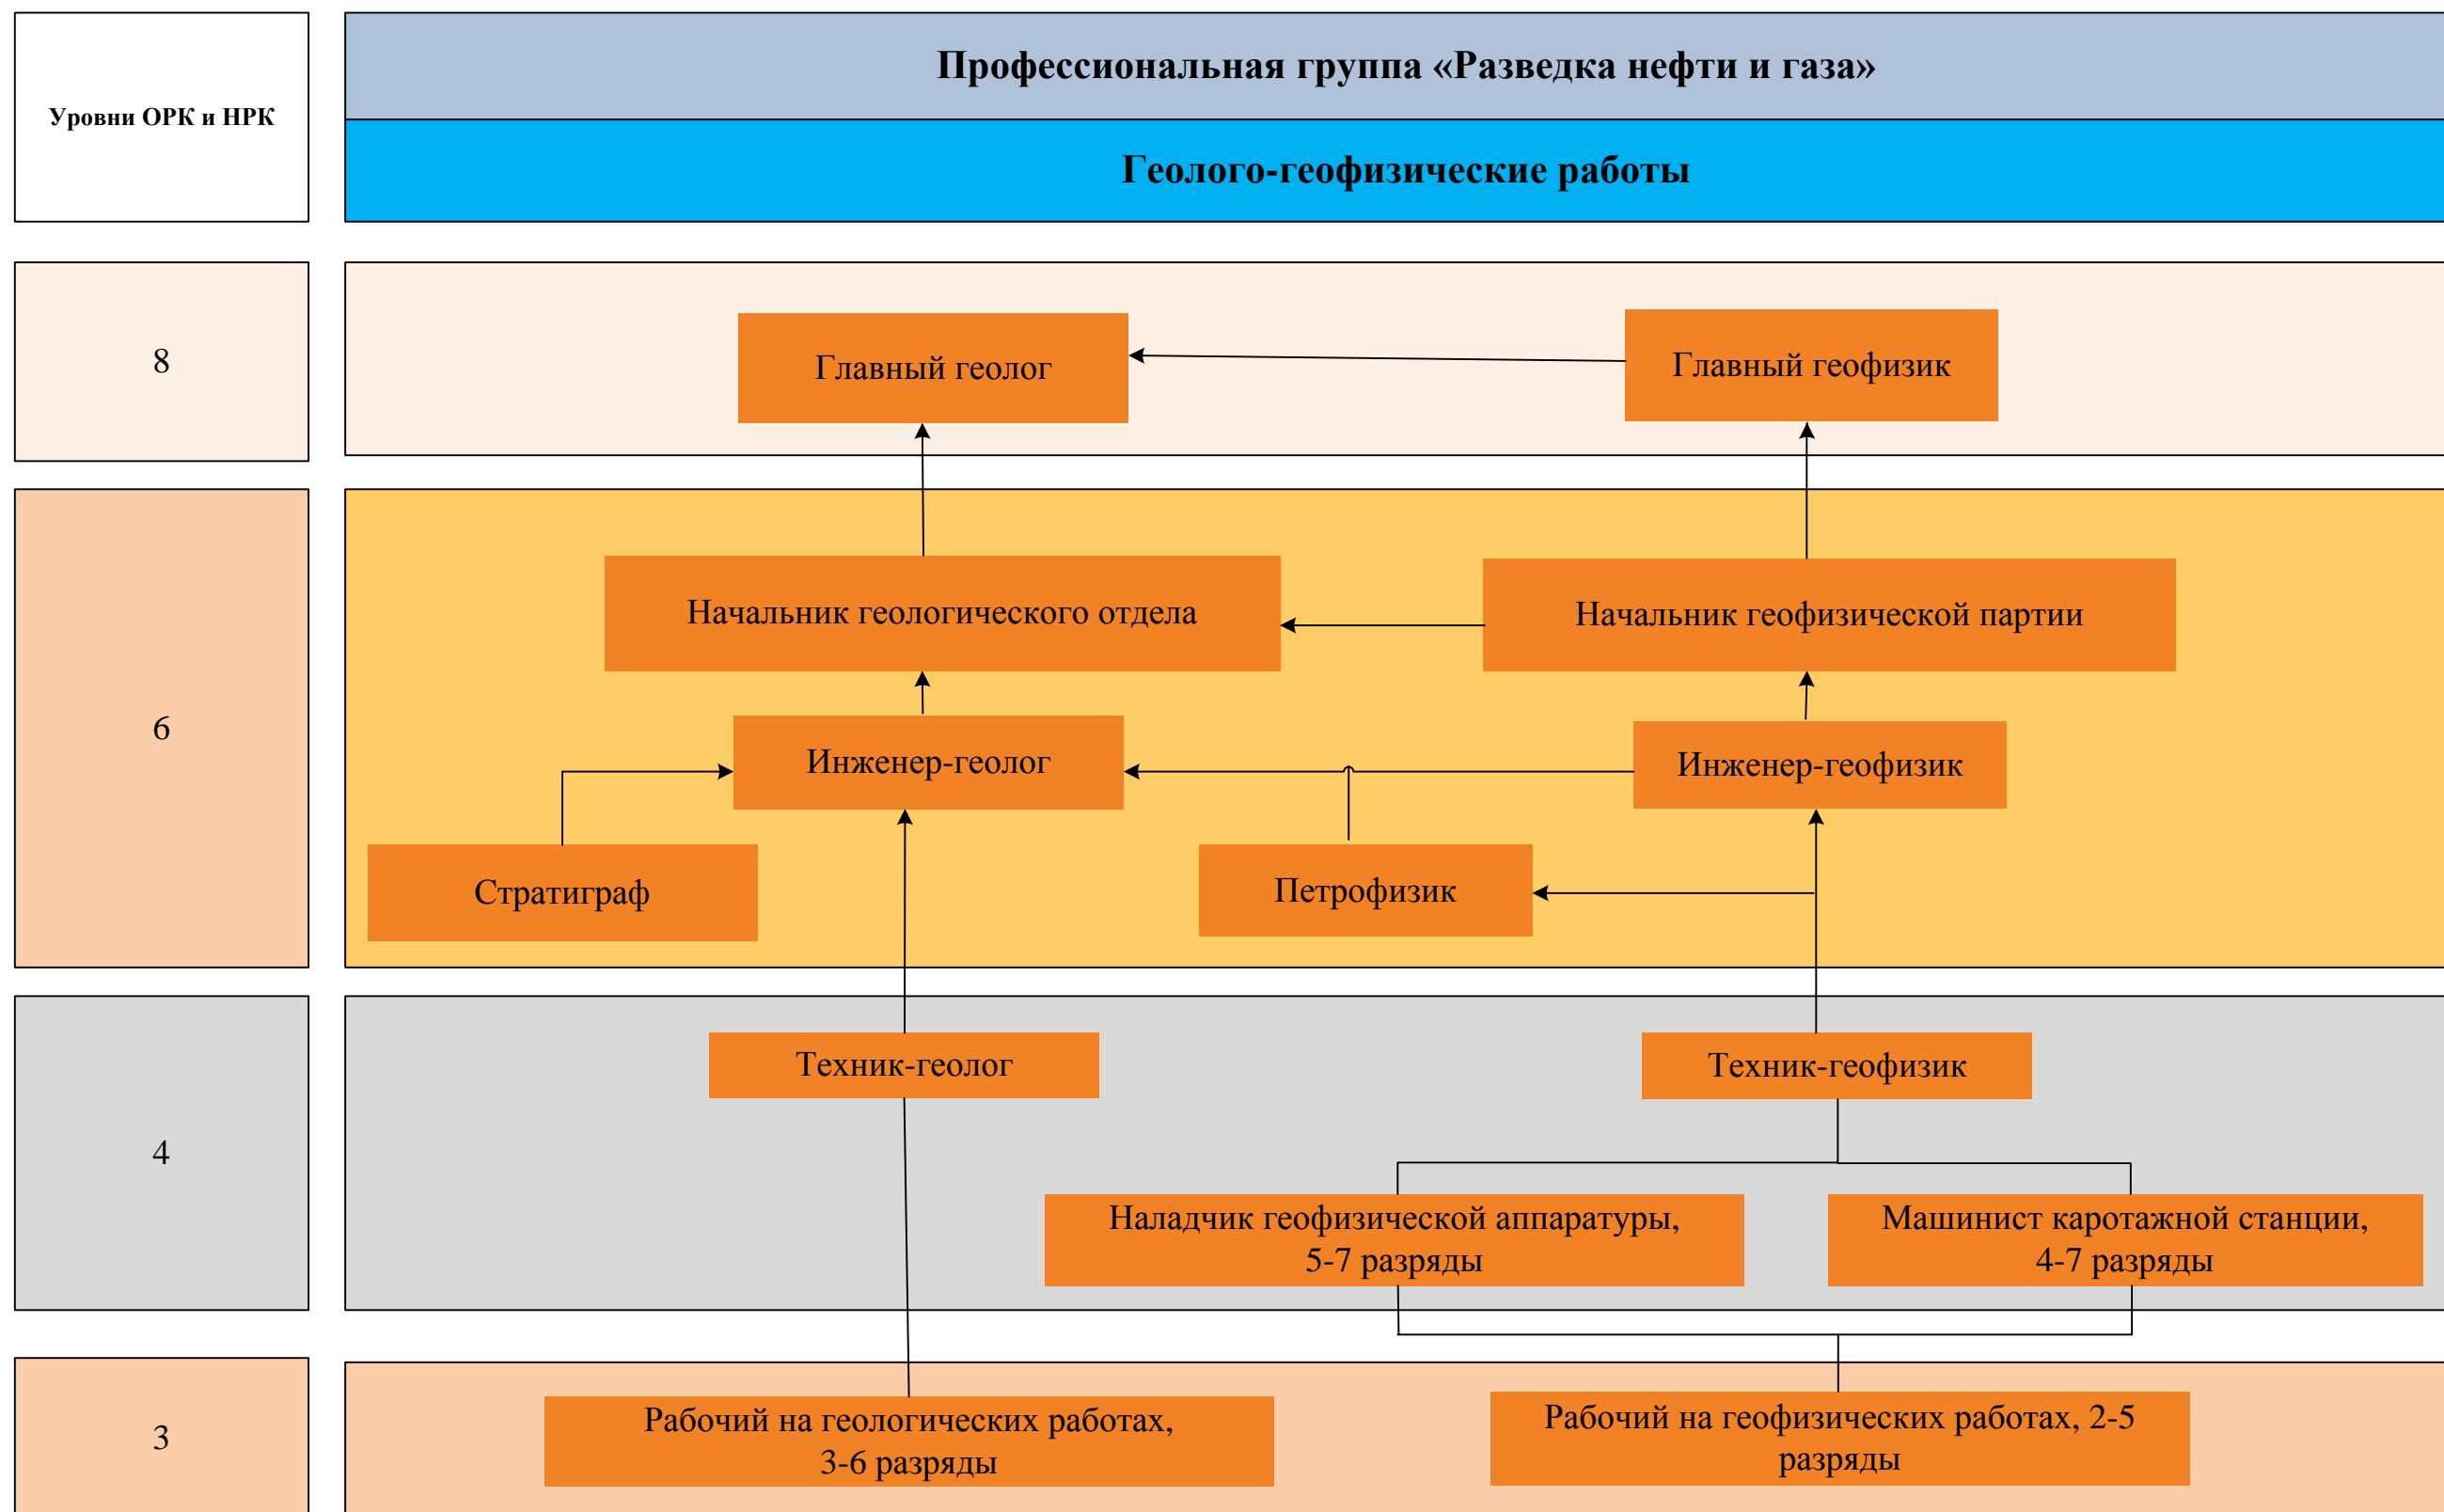 Уровни ОРК и НРК
Профессиональная группа «Разведка нефти и газа»
Геолого-геофизические работы
8
Главный геолог
Главный геофизик
6
Начальник геологического отдела
Начальник геофизической партии
Инженер-геолог
Инженер-геофизик
Стратиграф
Петрофизик
4
Техник-геолог
Техник-геофизик
Наладчик геофизической аппаратуры,
5-7 разряды
Машинист каротажной станции,
4-7 разряды
3
Рабочий на геологических работах,
3-6 разряды
Рабочий на геофизических работах, 2-5
разряды